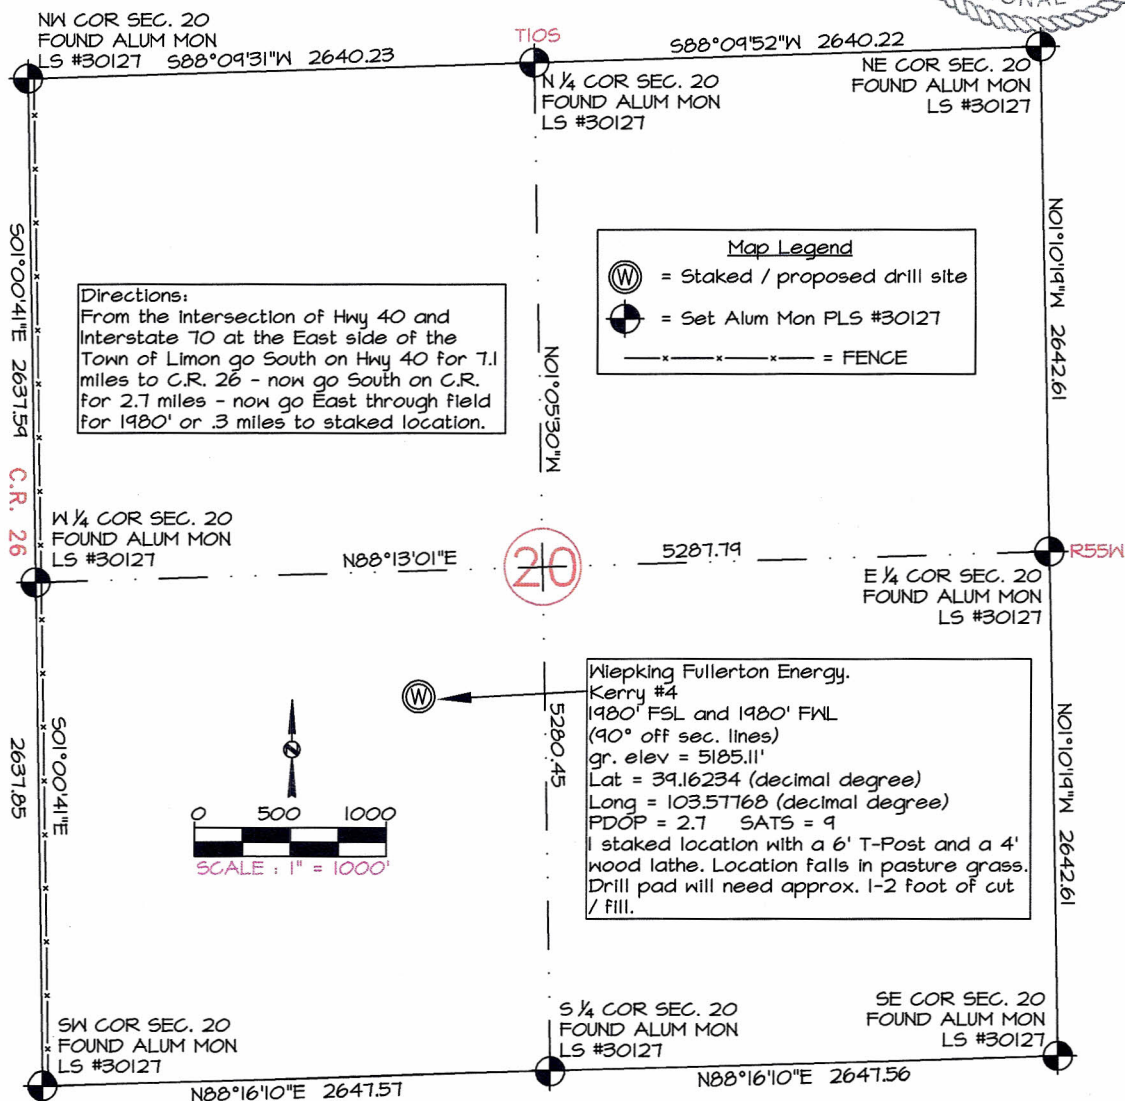 ONAL
NW COR SEC. 20
FOUND ALUM MON
LS #30127
S88°09'31"W 2640.23
T10S
S88°09'52"W 2640.22
N 1/4 COR SEC. 20
FOUND ALUM MON
LS #30127
NE COR SEC. 20
FOUND ALUM MON
LS #30127
S01°00'41"E 2637.59
C.R. 26
Directions:
From the intersection of Hwy 40 and
Interstate 70 at the East side of the
Town of Limon go South on Hwy 40 for 7.1
miles to C.R. 26 - now go South on C.R.
for 2.7 miles - now go East through field
for 1980' or .3 miles to staked location.
N01°05'30"W
Map Legend
W = Staked / proposed drill site
= Set Alum Mon PLS #30127
= FENCE
N01°10'19"W 2642.61
W 1/4 COR SEC. 20
FOUND ALUM MON
LS #30127
N88°13'01"E
20
5287.79
R55W
E 1/4 COR SEC. 20
FOUND ALUM MON
LS #30127
S01°00'41"E
2637.85
W
N
0 500 1000
SCALE : 1" = 1000'
5280.45
Wiepking Fullerton Energy.
Kerry #4
1980' FSL and 1980' FWL
(90° off sec. lines)
gr. elev = 5185.11'
Lat = 39.16234 (decimal degree)
Long = 103.57768 (decimal degree)
PDOP = 2.7 SATS = 9
I staked location with a 6' T-Post and a 4'
wood lathe. Location falls in pasture grass.
Drill pad will need approx. 1-2 foot of cut
/ fill.
N01°10'19"W 2642.61
SW COR SEC. 20
FOUND ALUM MON
LS #30127
N88°16'10"E 2647.57
S 1/4 COR SEC. 20
FOUND ALUM MON
LS #30127
N88°16'10"E 2647.56
SE COR SEC. 20
FOUND ALUM MON
LS #30127